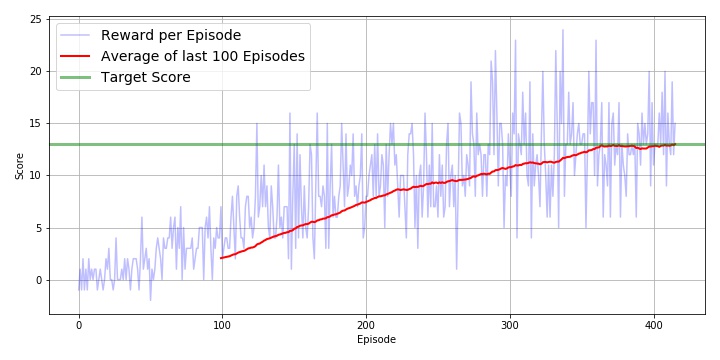 25
20
15
10
5
0
Score
Reward per Episode
Average of last 100 Episodes
Target Score
0 100 200 300 400
Episode